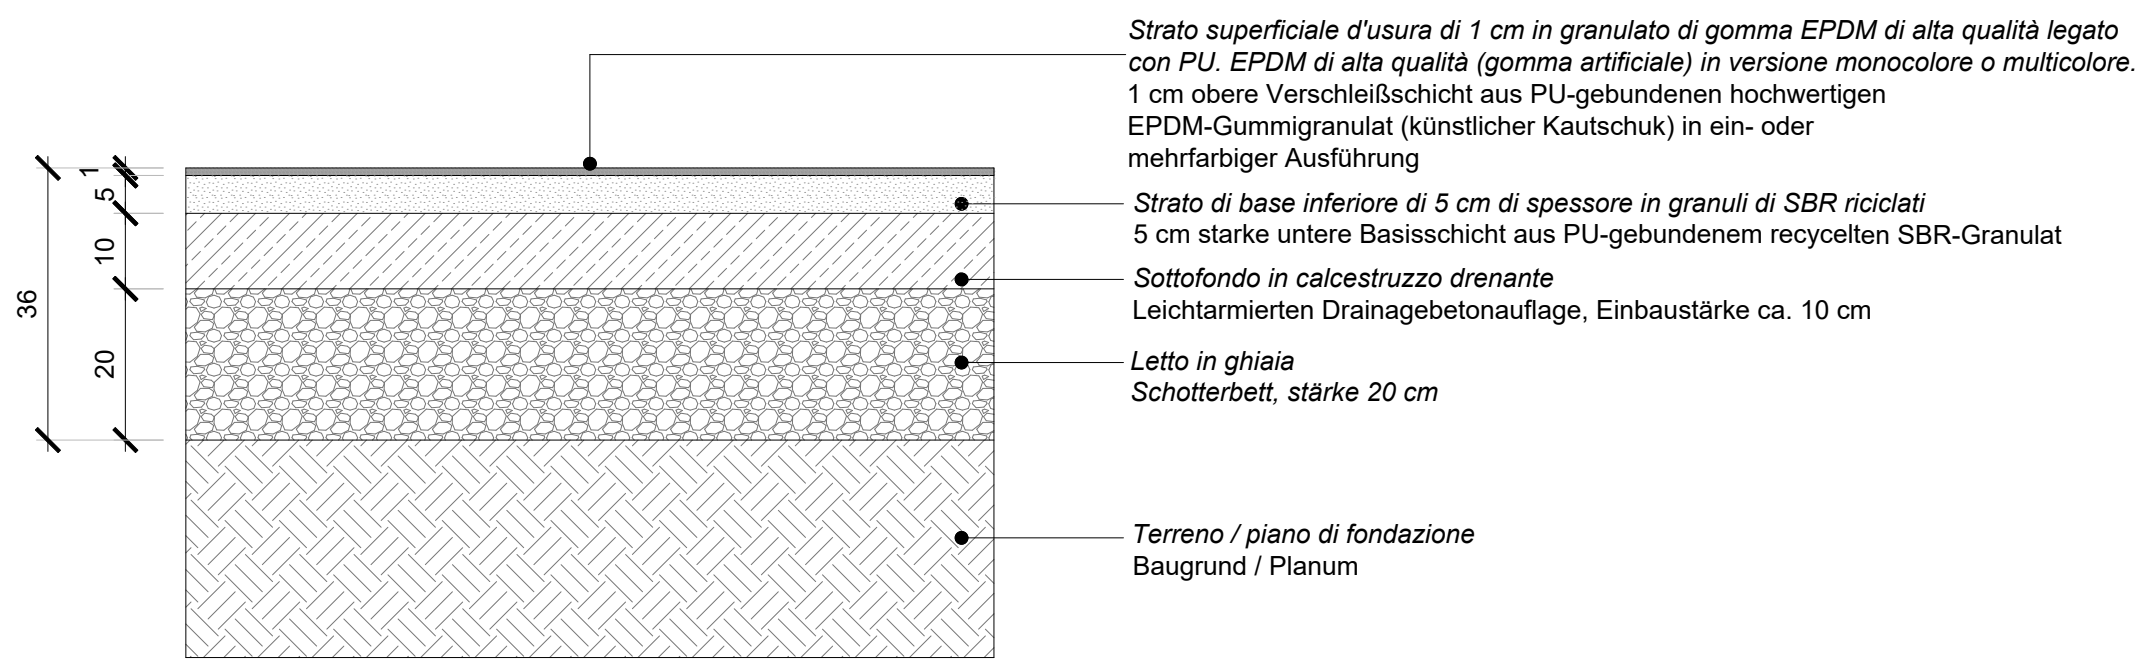 Strato superficiale d'usura di 1 cm in granulato di gomma EPDM di alta qualità legato
con PU. EPDM di alta qualità (gomma artificiale) in versione monocolore o multicolore.
1 cm obere Verschleißschicht aus PU-gebundenen hochwertigen
EPDM-Gummigranulat (künstlicher Kautschuk) in ein- oder
mehrfarbiger Ausführung
Strato di base inferiore di 5 cm di spessore in granuli di SBR riciclati
5 cm starke untere Basisschicht aus PU-gebundenem recycelten SBR-Granulat
Sottofondo in calcestruzzo drenante
Leichtarmierten Drainagebetonauflage, Einbaustärke ca. 10 cm
Letto in ghiaia
Schotterbett, stärke 20 cm
Terreno / piano di fondazione
Baugrund / Planum
1
5
10
20
36